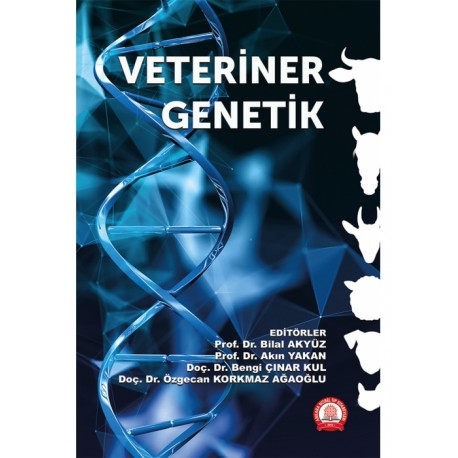 VETERİNER
GENETİK
EDİTÖRLER
Prof. Dr. Bilal AKYÜZ
Prof. Dr. Akın YAKAN
Doç. Dr. Bengi ÇINAR KUL
Doç. Dr. Özgecan KORKMAZ AĞAOĞLU